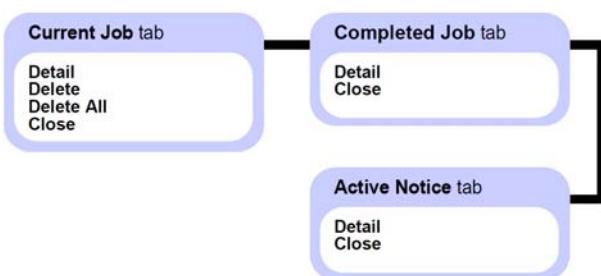 Current Job tab
Detail
Delete
Delete All
Close
Completed Job tab
Detail
Close
Active Notice tab
Detail
Close